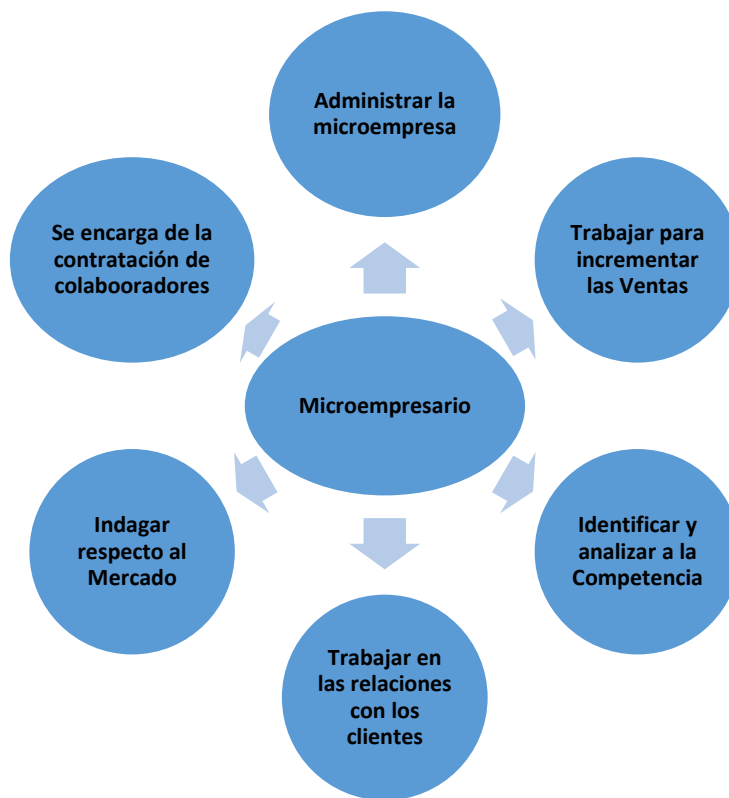 Administrar la
microempresa
Se encarga de la
contratación de
colabooradores
Trabajar para
incrementar
las Ventas
Microempresario
Indagar
respecto al
Mercado
Identificar y
analizar a la
Competencia
Trabajar en
las relaciones
con los
clientes